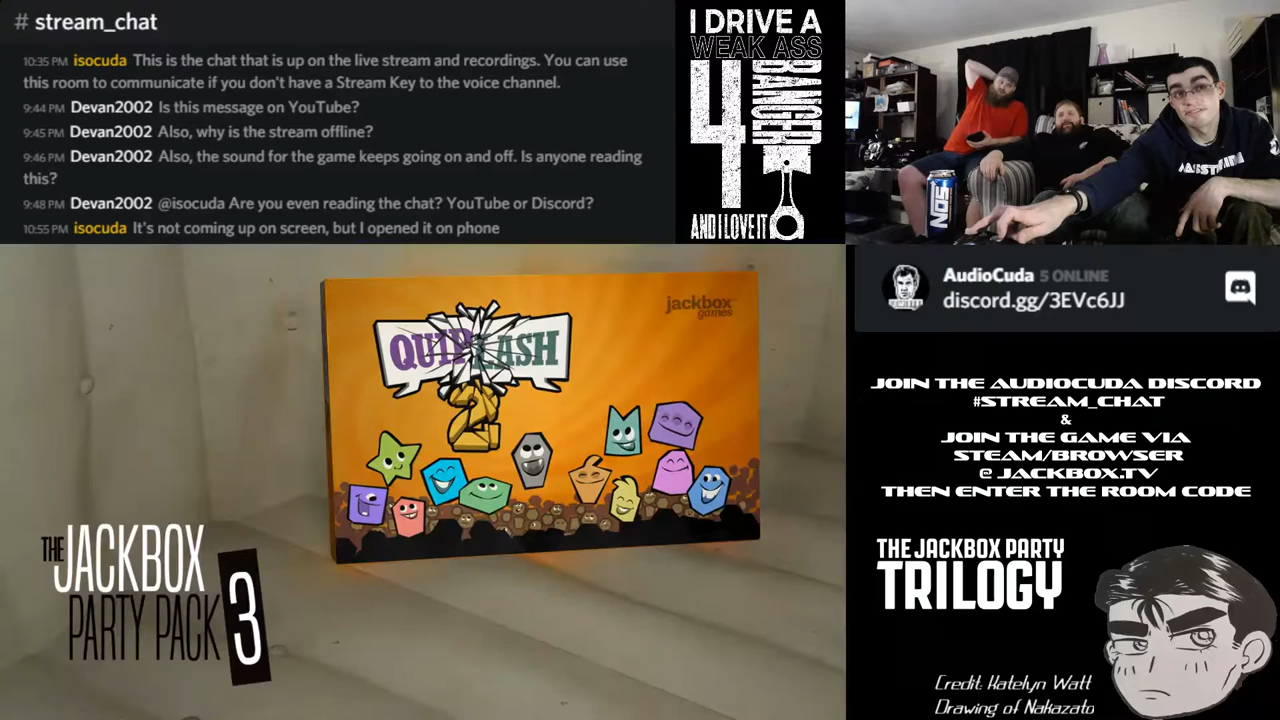 # stream_chat
10:35 PM isocuda This is the chat that is up on the live stream and recordings. You can use
this room to communicate if you don't have a Stream Key to the voice channel.
9:44 PM Devan2002 Is this message on YouTube?
9:45 PM Devan2002 Also, why is the stream offline?
9:46 PM Devan2002 Also, the sound for the game keeps going on and off. Is anyone reading
this?
9:48 PM Devan2002 @isocuda Are you even reading the chat? YouTube or Discord?
10:55 PM isocuda It's not coming up on screen, but I opened it on phone
I DRIVE A
WEAK ASS
4
BANGER
AND I LOVE IT
NOS
AudioCuda 5 ONLINE
discord.gg/3EVc6JJ
jackbox
games
QUIPLASH
2
THE
JACKBOX
PARTY PACK 3
JOIN THE AUDIOCUDA DISCORD
#STREAM_CHAT
&
JOIN THE GAME VIA
STEAM/BROWSER
@ JACKBOX.TV
THEN ENTER THE ROOM CODE
THE JACKBOX PARTY
TRILOGY
Credit: Katelyn Watt
Drawing of Nakazato